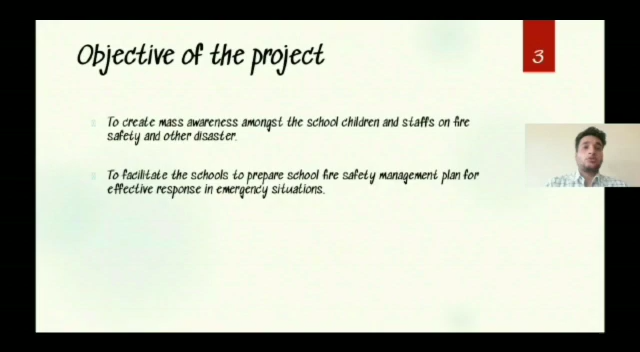 Objective of the project
3
To create mass awareness amongst the school children and staffs on fire
safety and other disaster.
To facilitate the schools to prepare school fire safety management plan for
effective response in emergency situations.